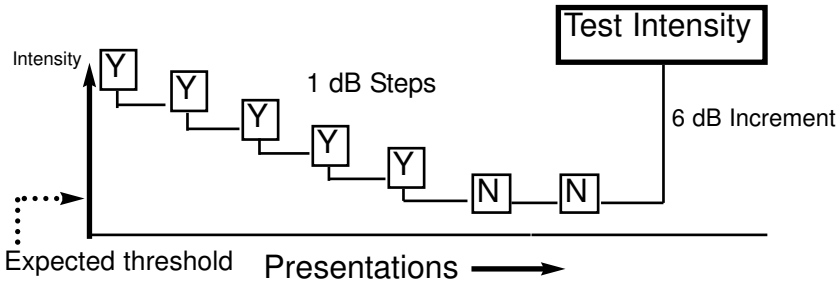 Test Intensity
Intensity
Y
Y
1 dB Steps
Y
6 dB Increment
Y
Y
N
N
Expected threshold
Presentations